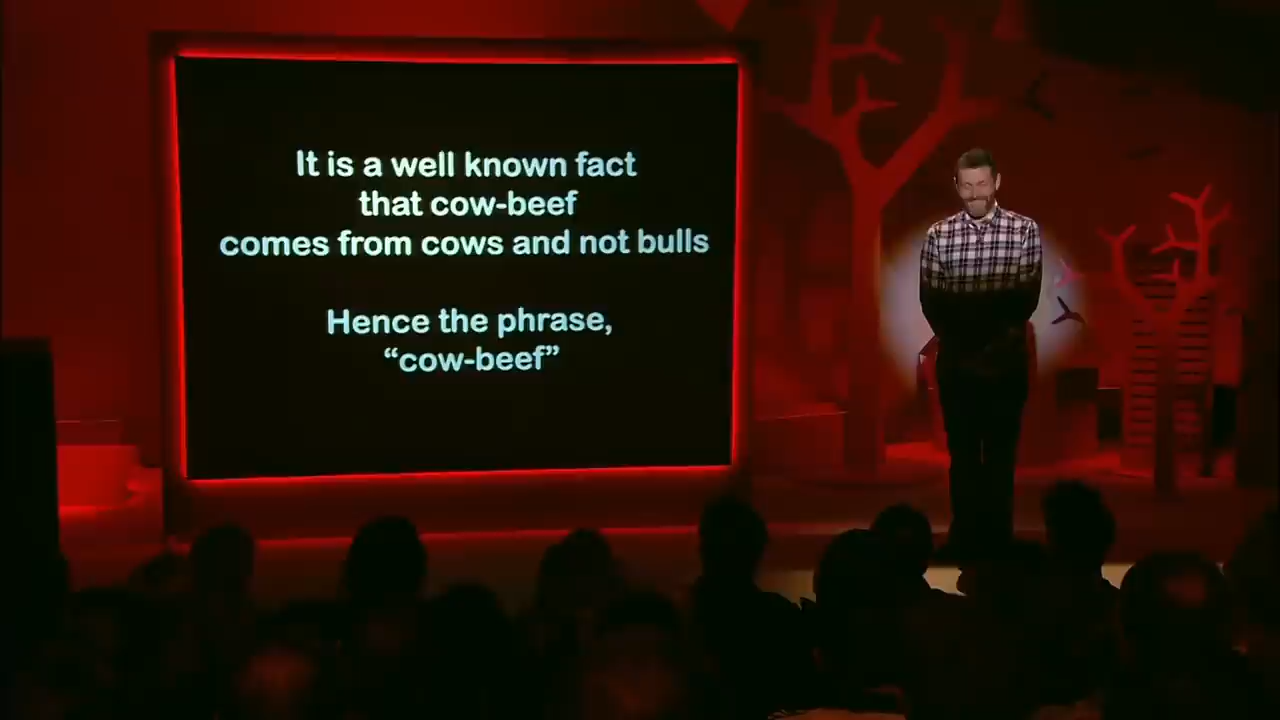 It is a well known fact
that cow-beef
comes from cows and not bulls
Hence the phrase,
“cow-beef”